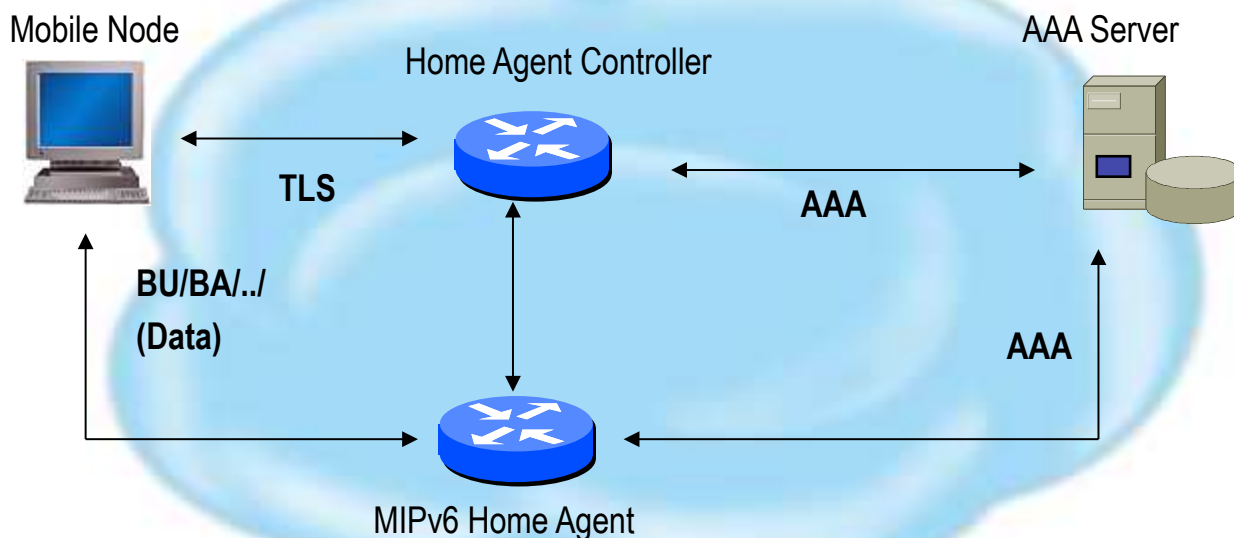 Mobile Node
AAA Server
Home Agent Controller
TLS
AAA
BU/BA/../
(Data)
AAA
MIPv6 Home Agent